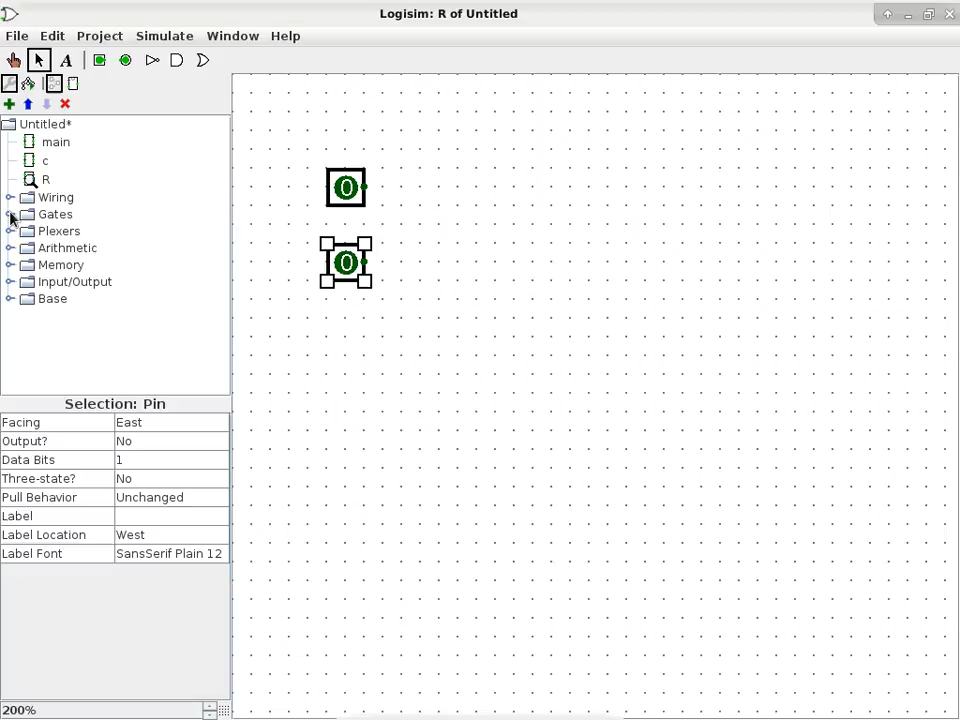 Logisim: R of Untitled
File Edit Project Simulate Window Help
A
Untitled*
main
c
R
Wiring
Gates
Plexers
Arithmetic
Memory
Input/Output
Base
0
0
Selection: Pin
Facing East
Output? No
Data Bits 1
Three-state? No
Pull Behavior Unchanged
Label
Label Location West
Label Font SansSerif Plain 12
200%